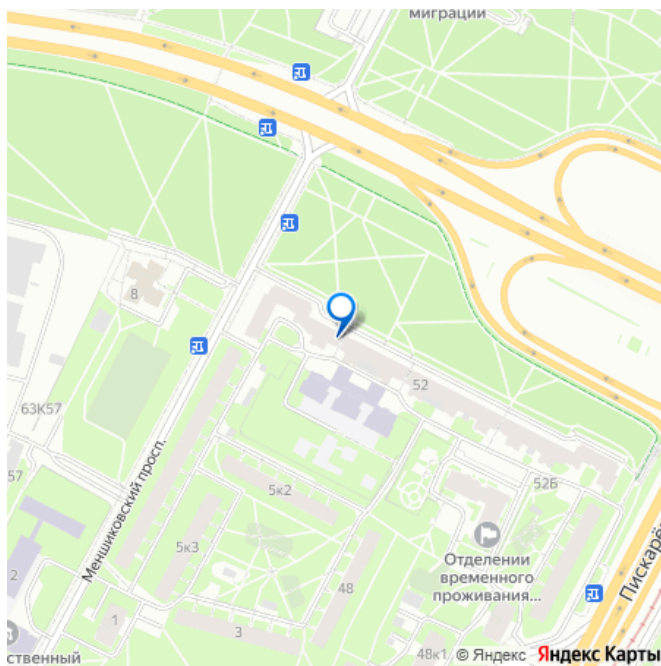 миграции
8
52
63К57
57
Меншиковский просп.
5к2
52Б
5к3
Отделении
временного
проживания...
Пискарё
2
48
1
3
ственный
48к1
© Яндекс Яндекс Карты